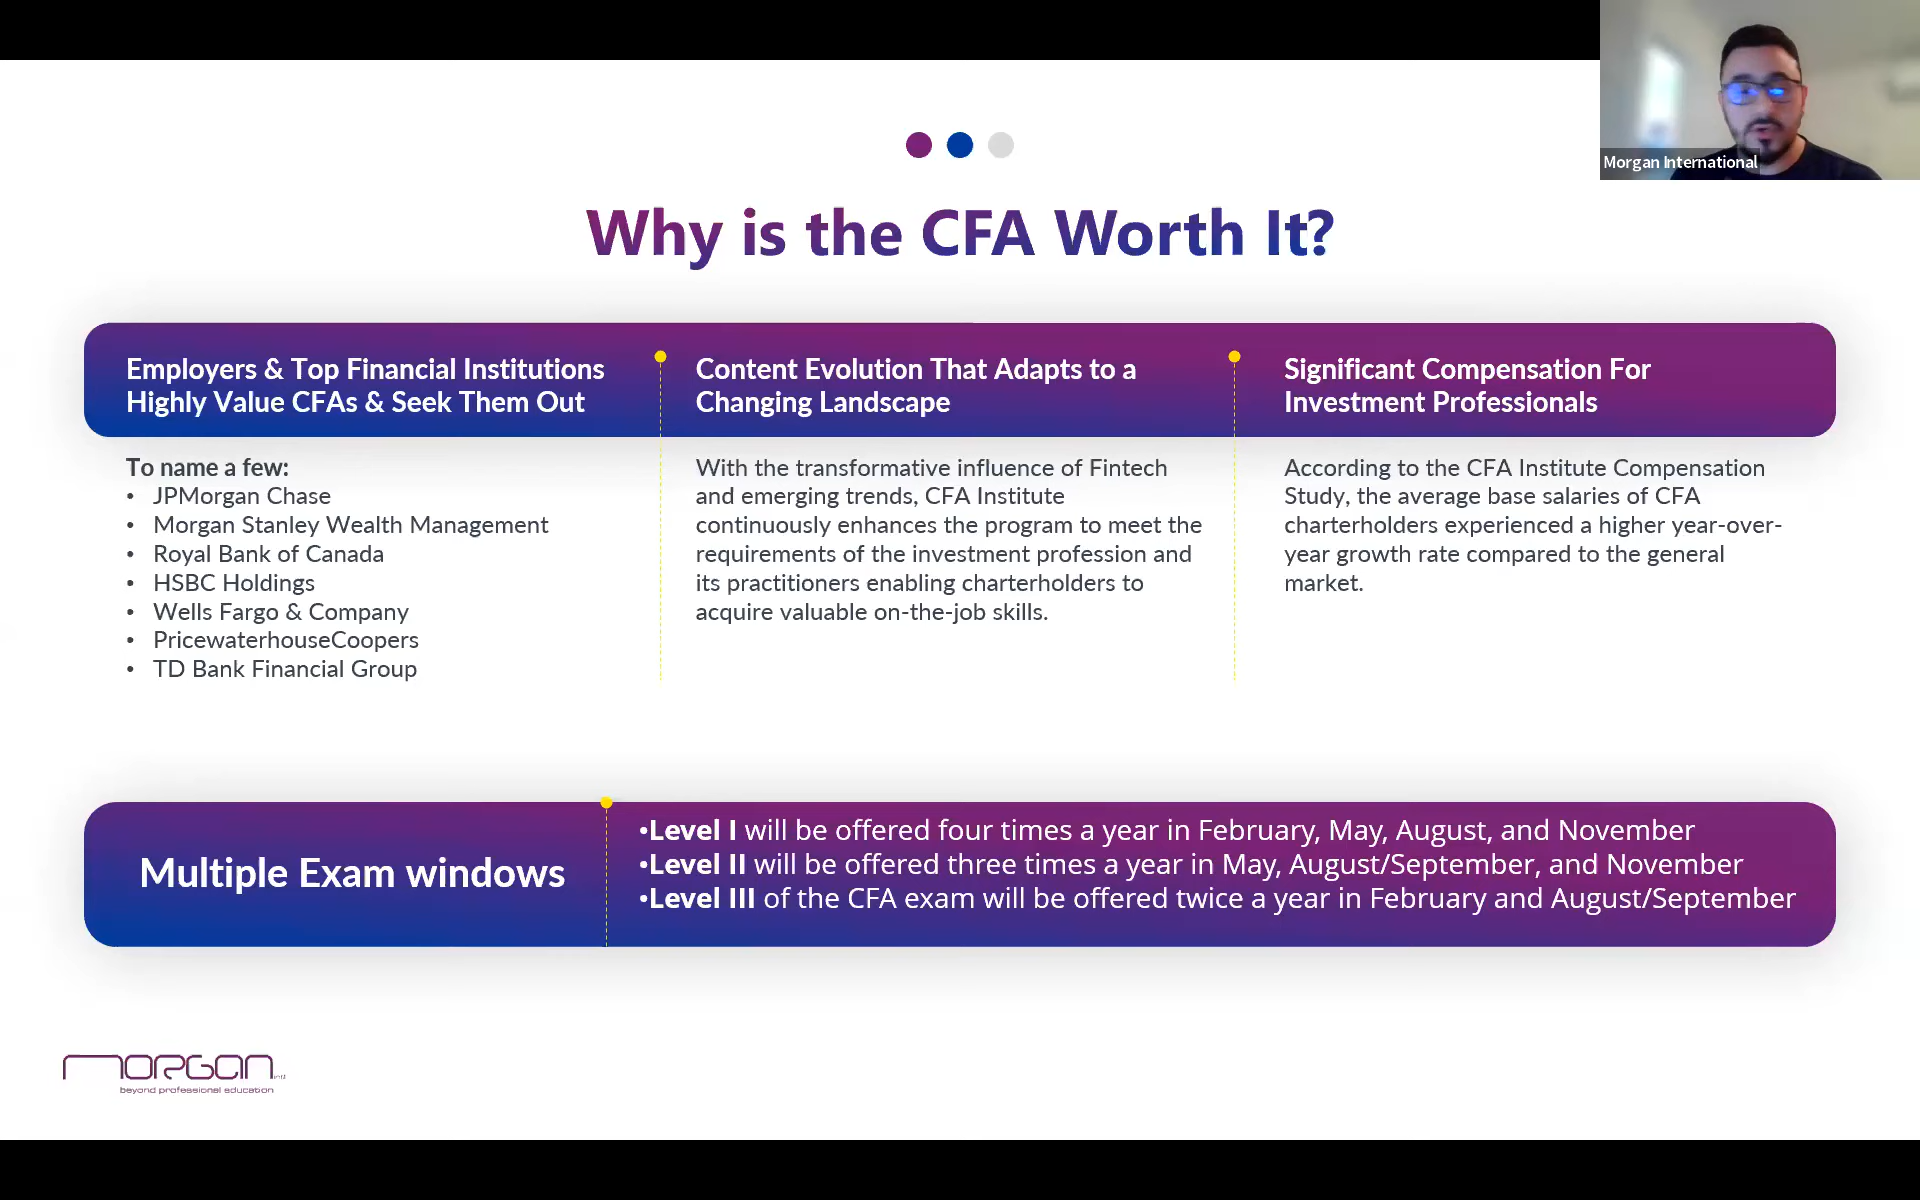 Morgan International
Why is the CFA Worth It?
Employers & Top Financial Institutions
Highly Value CFAs & Seek Them Out
To name a few:
• JPMorgan Chase
• Morgan Stanley Wealth Management
• Royal Bank of Canada
• HSBC Holdings
• Wells Fargo & Company
• PricewaterhouseCoopers
• TD Bank Financial Group
Content Evolution That Adapts to a
Changing Landscape
With the transformative influence of Fintech
and emerging trends, CFA Institute
continuously enhances the program to meet the
requirements of the investment profession and
its practitioners enabling charterholders to
acquire valuable on-the-job skills.
Significant Compensation For
Investment Professionals
According to the CFA Institute Compensation
Study, the average base salaries of CFA
charterholders experienced a higher year-over-
year growth rate compared to the general
market.
Multiple Exam windows
•Level I will be offered four times a year in February, May, August, and November
•Level II will be offered three times a year in May, August/September, and November
•Level III of the CFA exam will be offered twice a year in February and August/September
morgan intl
beyond professional education